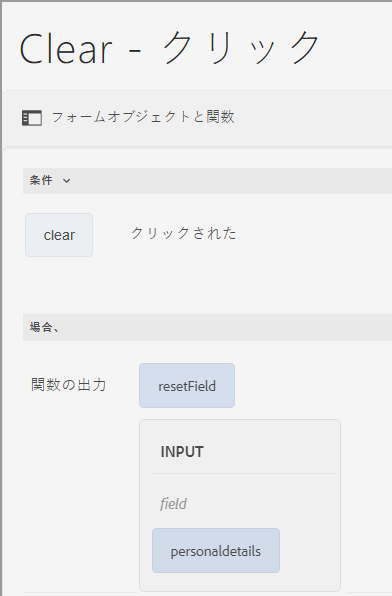 Clear - クリック
フォームオブジェクトと関数
条件
clear クリックされた
場合、
関数の出力 resetField
INPUT
field
personaldetails